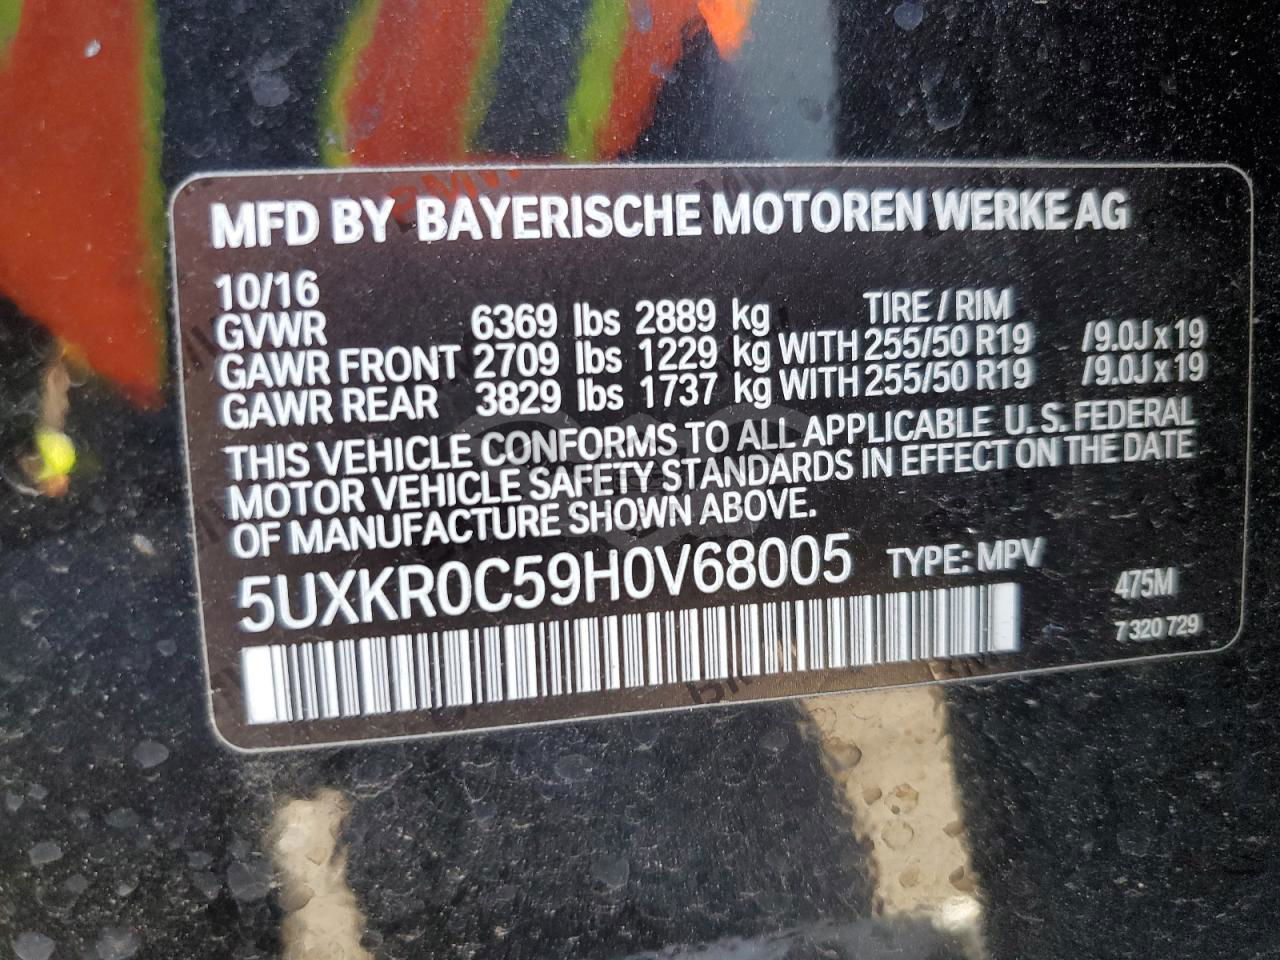 MFD BY BAYERISCHE MOTOREN WERKE AG
10/16
GVWR 6369 lbs 2889 kg TIRE / RIM
GAWR FRONT 2709 lbs 1229 kg WITH 255/50 R19 /9.0J x 19
GAWR REAR 3829 lbs 1737 kg WITH 255/50 R19 /9.0J x 19
THIS VEHICLE CONFORMS TO ALL APPLICABLE U.S. FEDERAL
MOTOR VEHICLE SAFETY STANDARDS IN EFFECT ON THE DATE
OF MANUFACTURE SHOWN ABOVE.
5UXKR0C59H0V68005 TYPE: MPV
475M
7 320 729